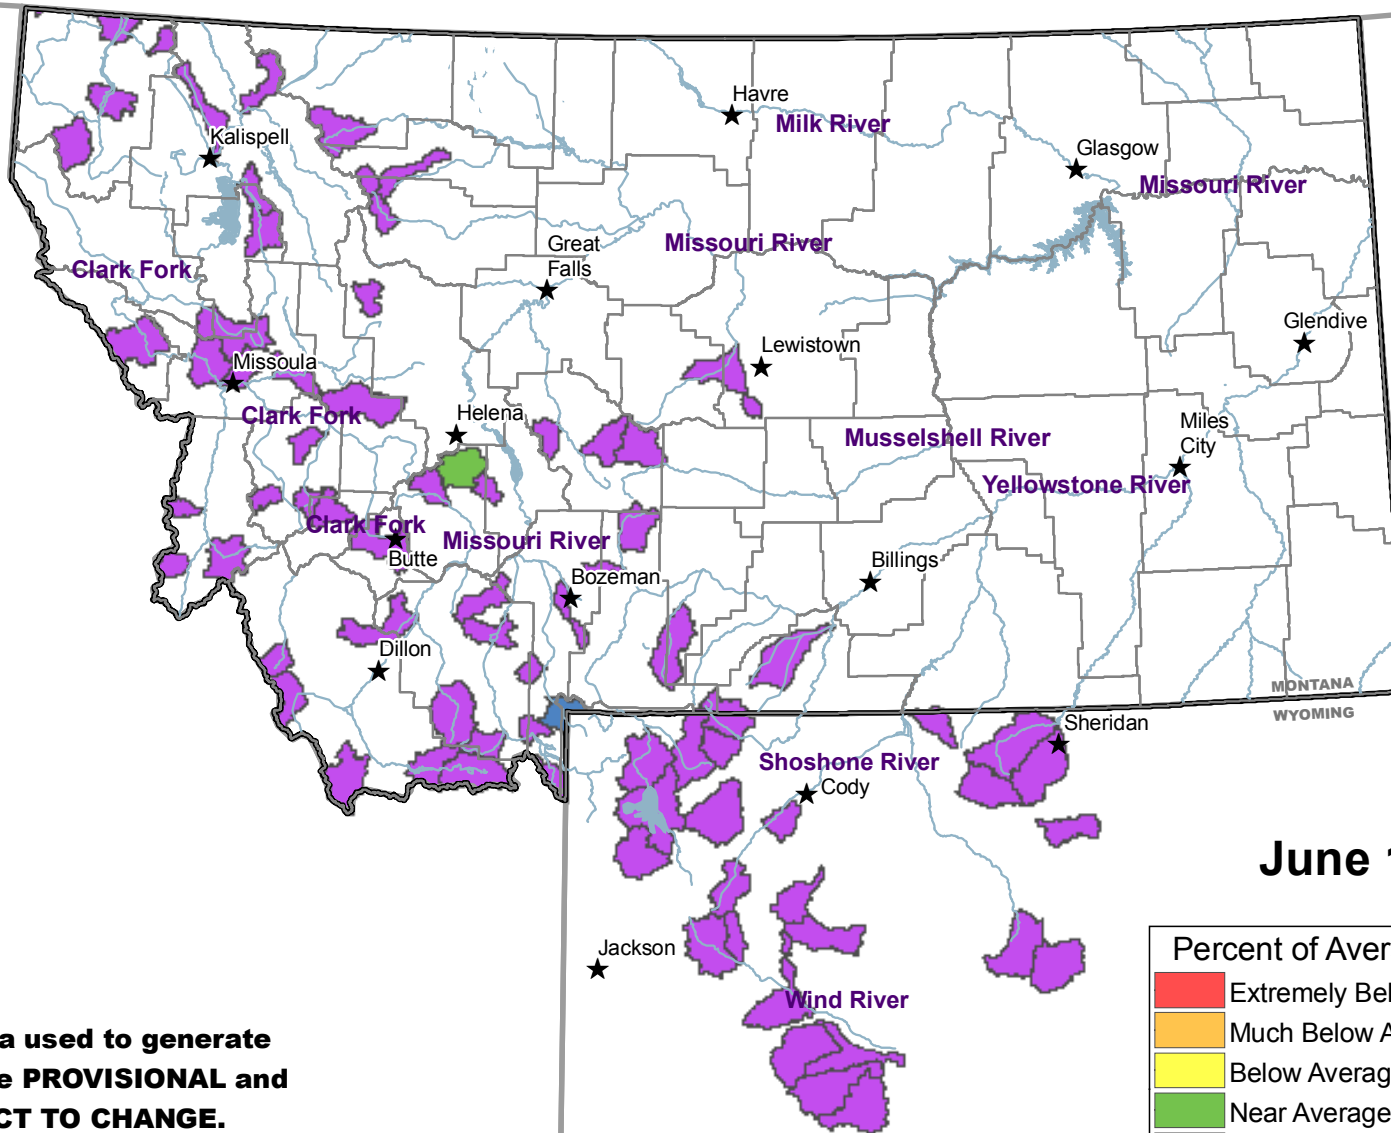 Havre
Milk River
Kalispell
Glasgow
Missouri River
Great
Falls
Missouri River
Clark Fork
Glendive
Lewistown
Missoula
Clark Fork
Helena
Miles
City
Musselshell River
Yellowstone River
Clark Fork
Butte
Missouri River
Billings
Bozeman
Dillon
MONTANA
WYOMING
Sheridan
Shoshone River
Cody
June
Jackson
Wind River
Percent of Aver
Extremely Bel
Much Below A
Below Averag
Near Average
a used to generate
e PROVISIONAL and
CT TO CHANGE.